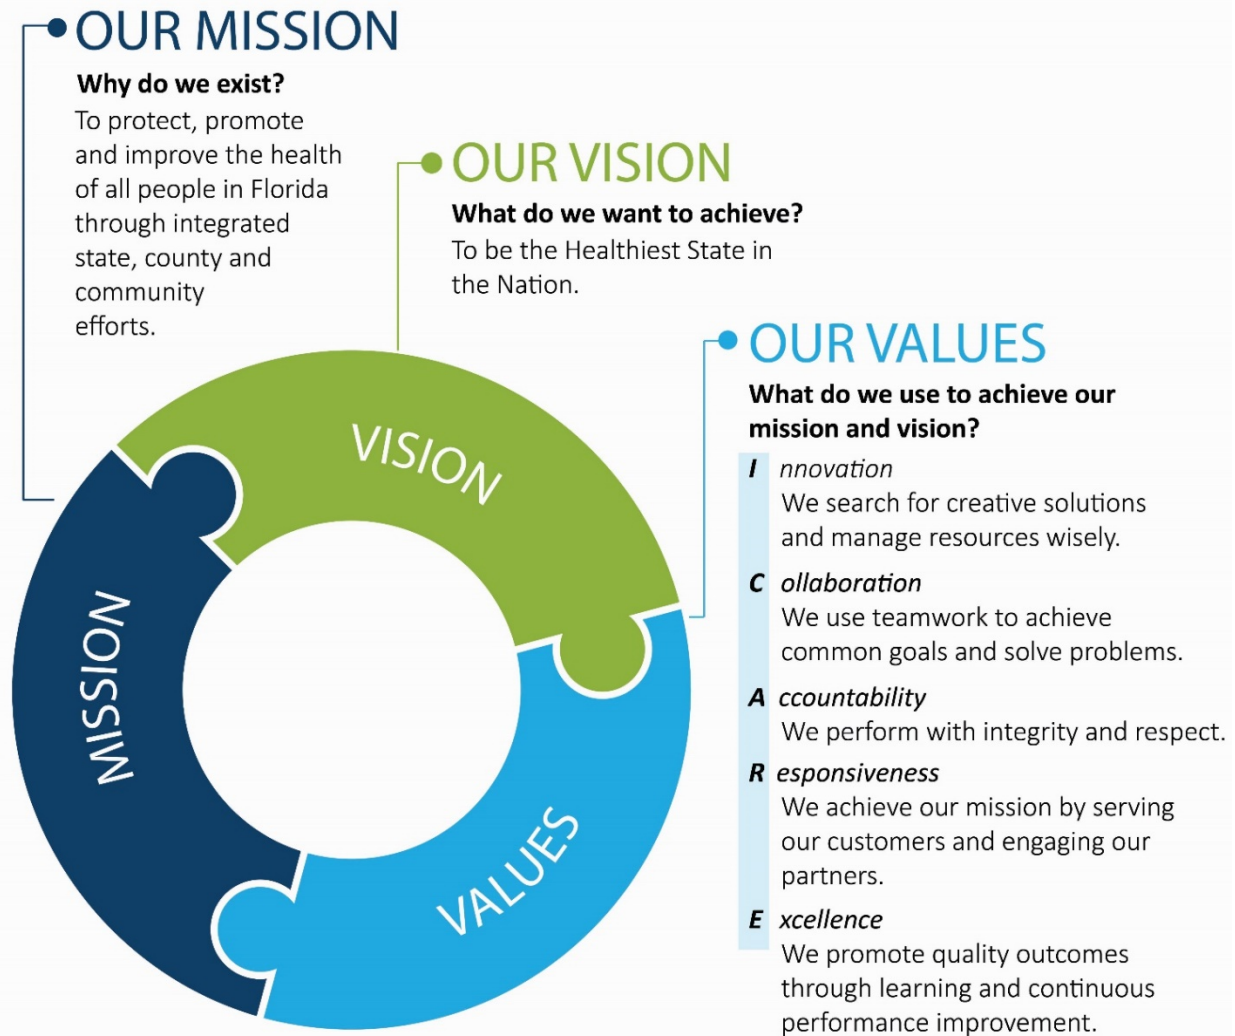 OUR MISSION
Why do we exist?
To protect, promote
and improve the health
of all people in Florida
through integrated
state, county and
community
efforts.
OUR VISION
What do we want to achieve?
To be the Healthiest State in
the Nation.
OUR VALUES
What do we use to achieve our
mission and vision?
I nnovation
We search for creative solutions
and manage resources wisely.
C ollaboration
We use teamwork to achieve
common goals and solve problems.
A ccountability
We perform with integrity and respect.
R esponsiveness
We achieve our mission by serving
our customers and engaging our
partners.
E xcellence
We promote quality outcomes
through learning and continuous
performance improvement.
VISION
MISSION
VALUES